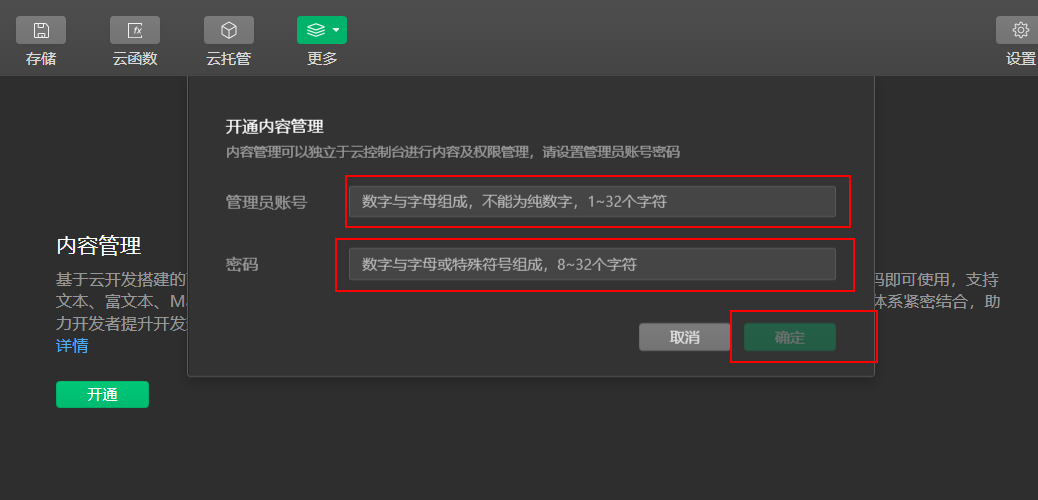 存储
云函数
云托管
更多
设置
开通内容管理
内容管理可以独立于云控制台进行内容及权限管理，请设置管理员账号密码
管理员账号
数字与字母组成，不能为纯数字，1~32个字符
密码
数字与字母或特殊符号组成，8~32个字符
取消
确定
内容管理
基于云开发搭建的 码即可使用，支持
文本、富文本、Ma 体系紧密结合，助
力开发者提升开发
详情
开通